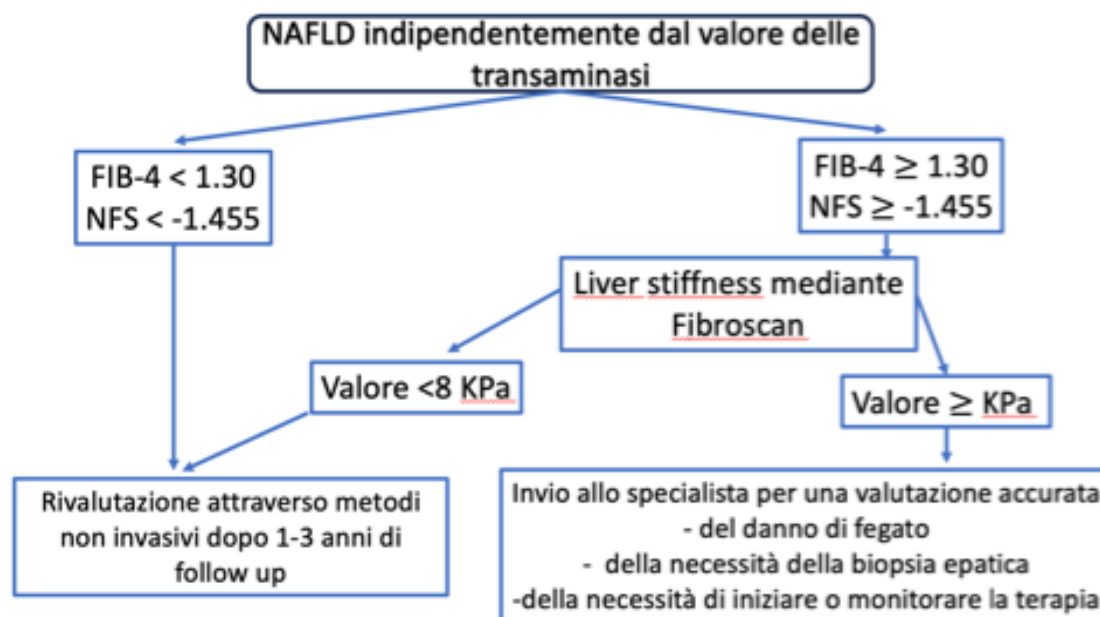 NAFLD indipendentemente dal valore delle
transaminasi
FIB-4 < 1.30
NFS < -1.455
FIB-4 ≥ 1.30
NFS ≥ -1.455
Liver stiffness mediante
Fibroscan
Valore <8 KPa
Valore ≥ KPa
Rivalutazione attraverso metodi
non invasivi dopo 1-3 anni di
follow up
Invio allo specialista per una valutazione accurata
- del danno di fegato
- della necessità della biopsia epatica
-della necessità di iniziare o monitorare la terapia